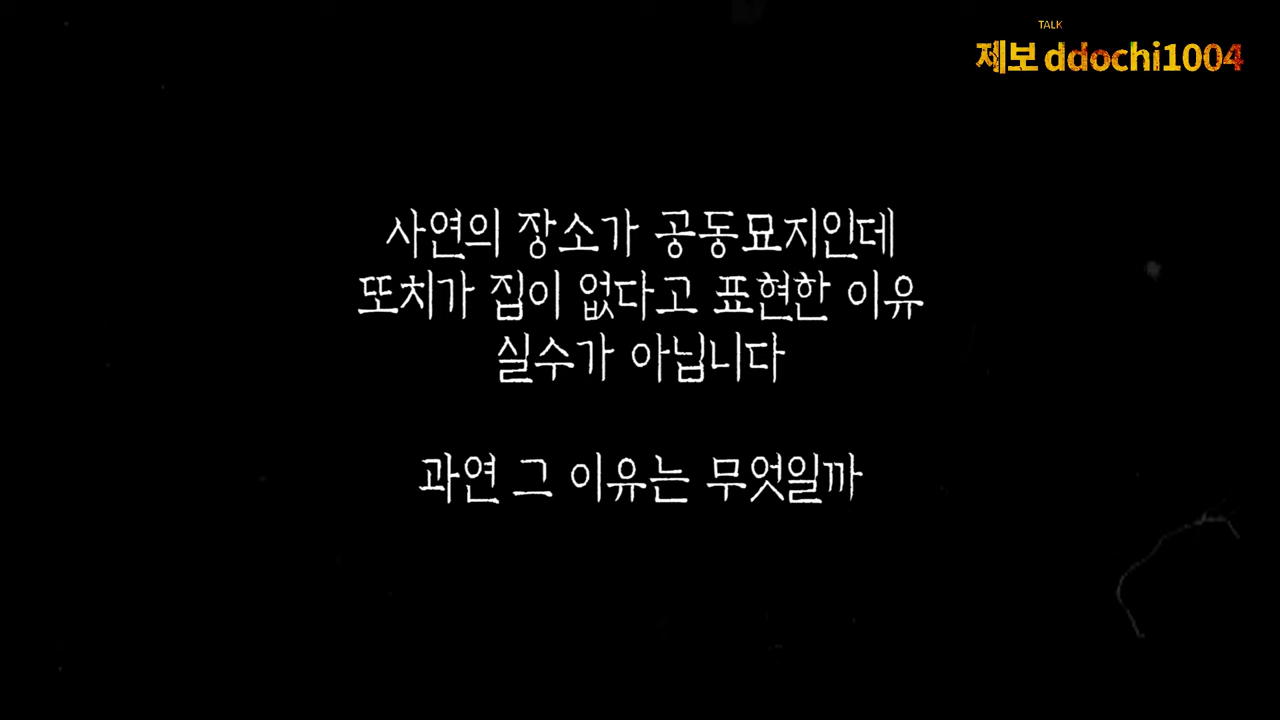 TALK
제보 ddochi1004
사연의 장소가 공동묘지인데
또치가 집이 없다고 표현한 이유
실수가 아닙니다
과연 그 이유는 무엇일까